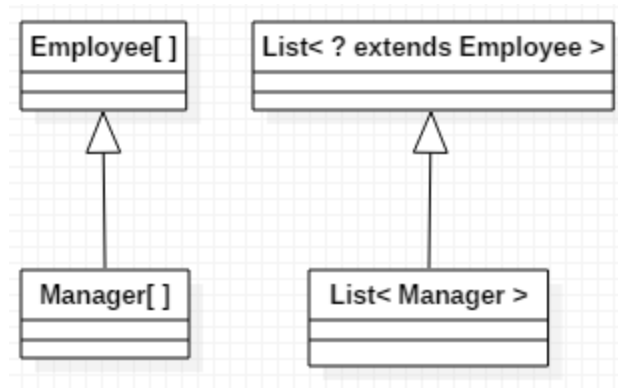 Employee[ ]
List< ? extends Employee >
Manager[ ]
List< Manager >